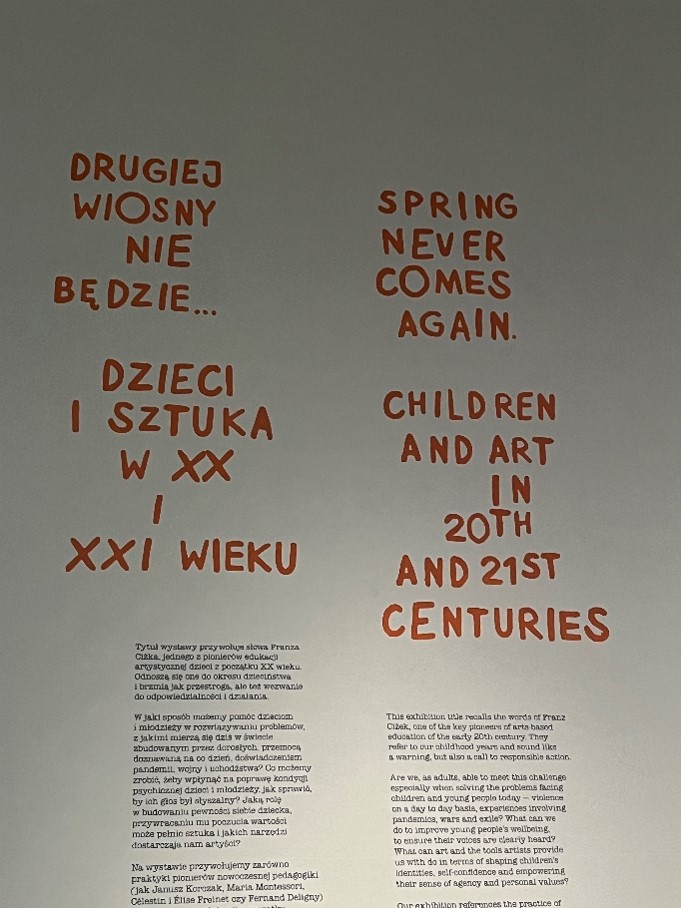 DRUGIEJ
WIOSNY
NIE
BĘDZIE...
DZIECI
I SZTUKA
W XX
I
XXI WIEKU
Tytuł wystawy przywołuje słowa Franza
Cižka, jednego z pionierów edukacji
artystycznej dzieci z początku XX wieku.
Odnoszą się one do okresu dzieciństwa
i brzmią jak przestroga, ale też wezwanie
do odpowiedzialności i działania.
W jaki sposób możemy pomóc dzieciom
i młodzieży w rozwiązywaniu problemów,
z jakimi mierzą się dziś w świecie
zbudowanym przez dorosłych, przemocą
doznawaną na co dzień, doświadczeniem
pandemii, wojny i uchodźstwa? Co możemy
zrobić, żeby wpłynąć na poprawę kondycji
psychicznej dzieci i młodzieży, jak sprawić,
by ich głos był słyszalny? Jaką rolę
w budowaniu pewności siebie dziecka,
przywracaniu mu poczucia wartości
może pełnić sztuka i jakich narzędzi
dostarczają nam artyści?
Na wystawie przywołujemy zarówno
praktyki pionierów nowoczesnej pedagogiki
(jak Janusz Korczak, Maria Montessori,
Célestin i Élise Freinet czy Fernand Deligny)
SPRING
NEVER
COMES
AGAIN.
CHILDREN
AND ART
IN
20TH
AND 21ST
CENTURIES
This exhibition title recalls the words of Franz
Cižek, one of the key pioneers of arts-based
education of the early 20th century. They
refer to our childhood years and sound like
a warning, but also a call to responsible action.
Are we, as adults, able to meet this challenge
especially when solving the problems facing
children and young people today — violence
on a day to day basis, experiences involving
pandemics, wars and exile? What can we
do to improve young people's wellbeing,
to ensure their voices are clearly heard?
What can art and the tools artists provide
us with do in terms of shaping children's
identities, self-confidence and empowering
their sense of agency and personal values?
Our exhibition references the practice of